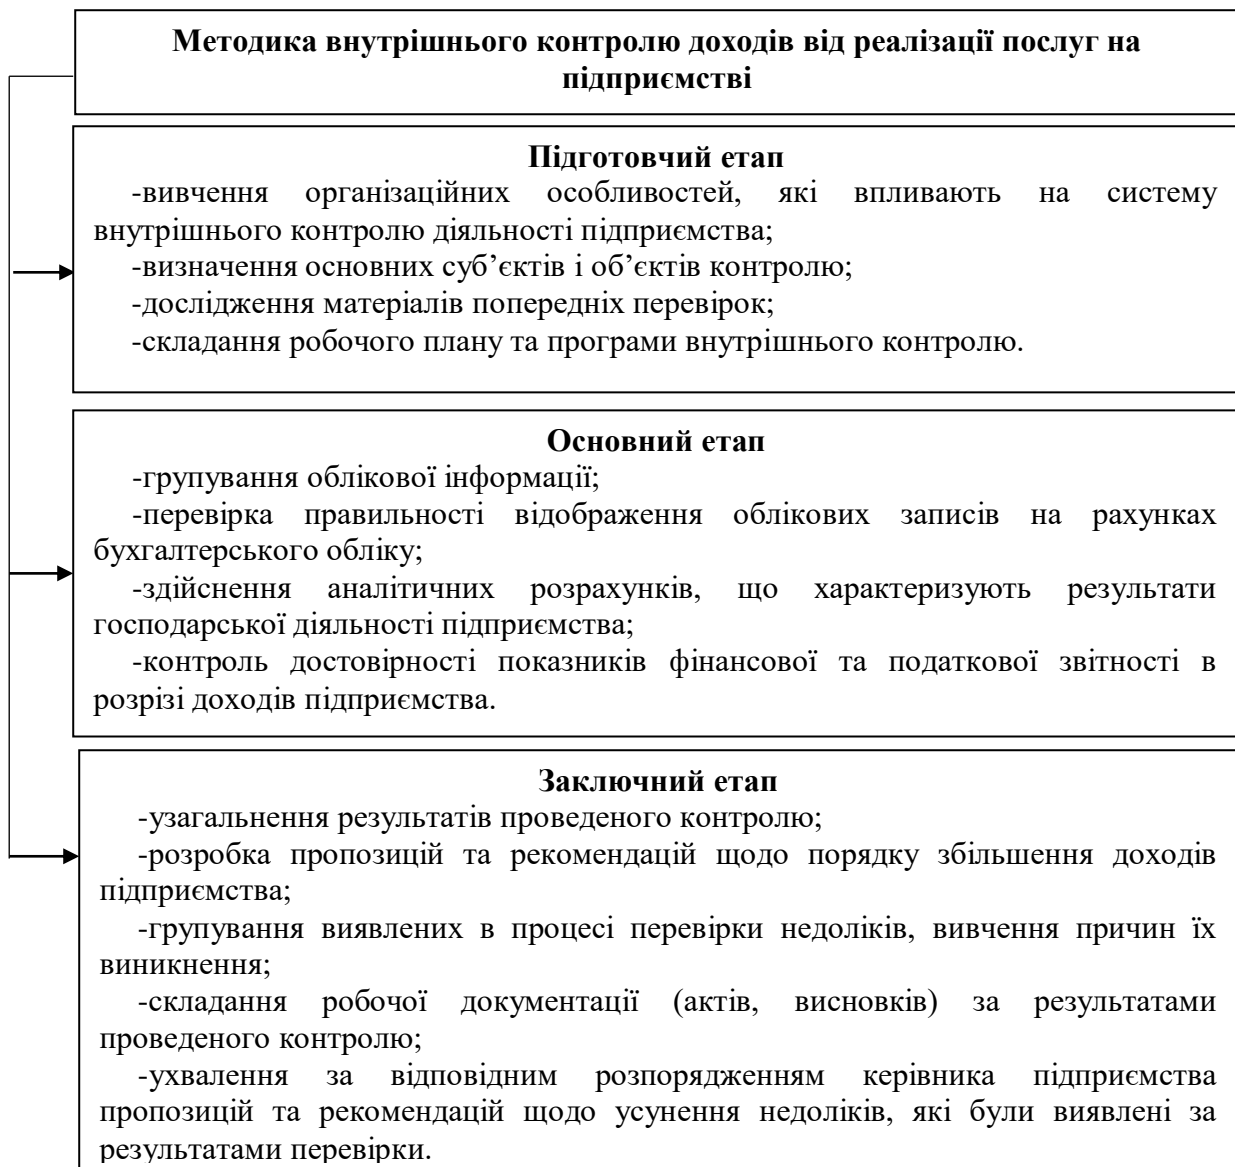 Методика внутрішнього контролю доходів від реалізації послуг на
підприємстві
Підготовчий етап
-вивчення організаційних особливостей, які впливають на систему
внутрішнього контролю діяльності підприємства;
-визначення основних суб’єктів і об’єктів контролю;
-дослідження матеріалів попередніх перевірок;
-складання робочого плану та програми внутрішнього контролю.
Основний етап
-групування облікової інформації;
-перевірка правильності відображення облікових записів на рахунках
бухгалтерського обліку;
-здійснення аналітичних розрахунків, що характеризують результати
господарської діяльності підприємства;
-контроль достовірності показників фінансової та податкової звітності в
розрізі доходів підприємства.
Заключний етап
-узагальнення результатів проведеного контролю;
-розробка пропозицій та рекомендацій щодо порядку збільшення доходів
підприємства;
-групування виявлених в процесі перевірки недоліків, вивчення причин їх
виникнення;
-складання робочої документації (актів, висновків) за результатами
проведеного контролю;
-ухвалення за відповідним розпорядженням керівника підприємства
пропозицій та рекомендацій щодо усунення недоліків, які були виявлені за
результатами перевірки.